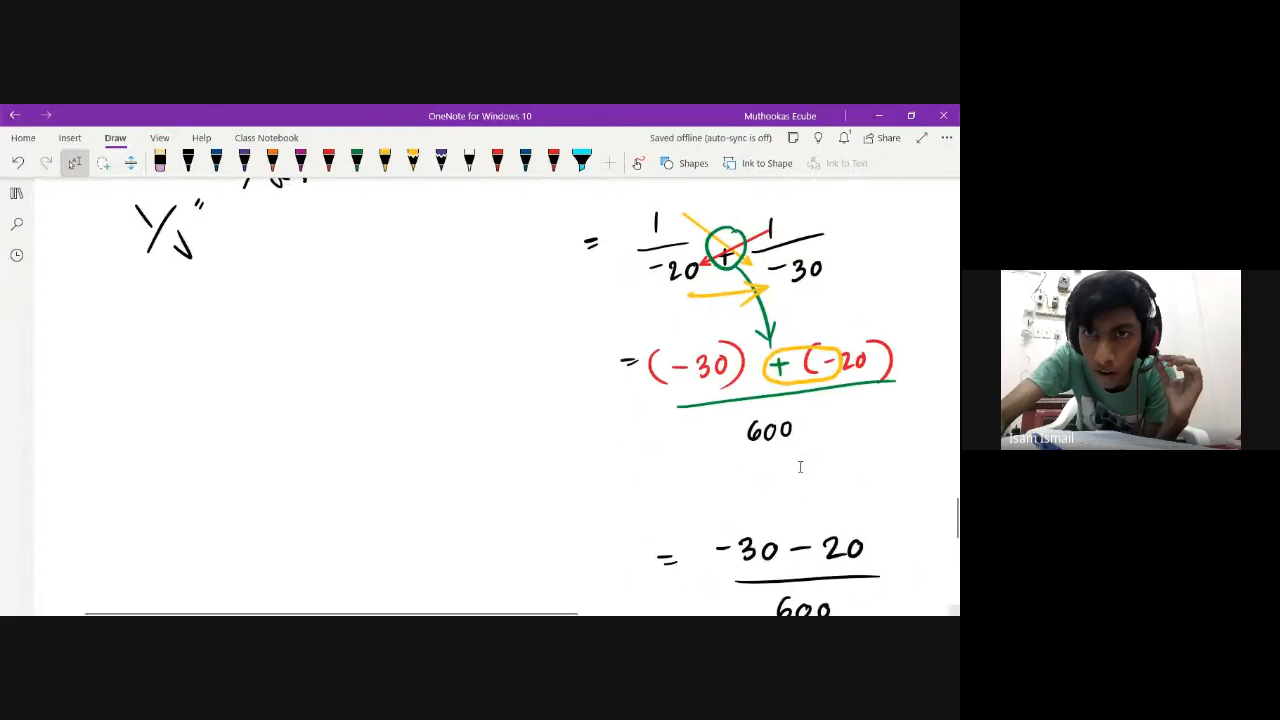 OneNote for Windows 10
Muthookas Ecube
Home Insert Draw View Help Class Notebook
Saved offline (auto-sync is off)
Share
Shapes
Ink to Shape
Ink to Text
= 1/-20 + 1/-30
= (-30) + (-20)
600
= -30 - 20
600
Isam Ismail